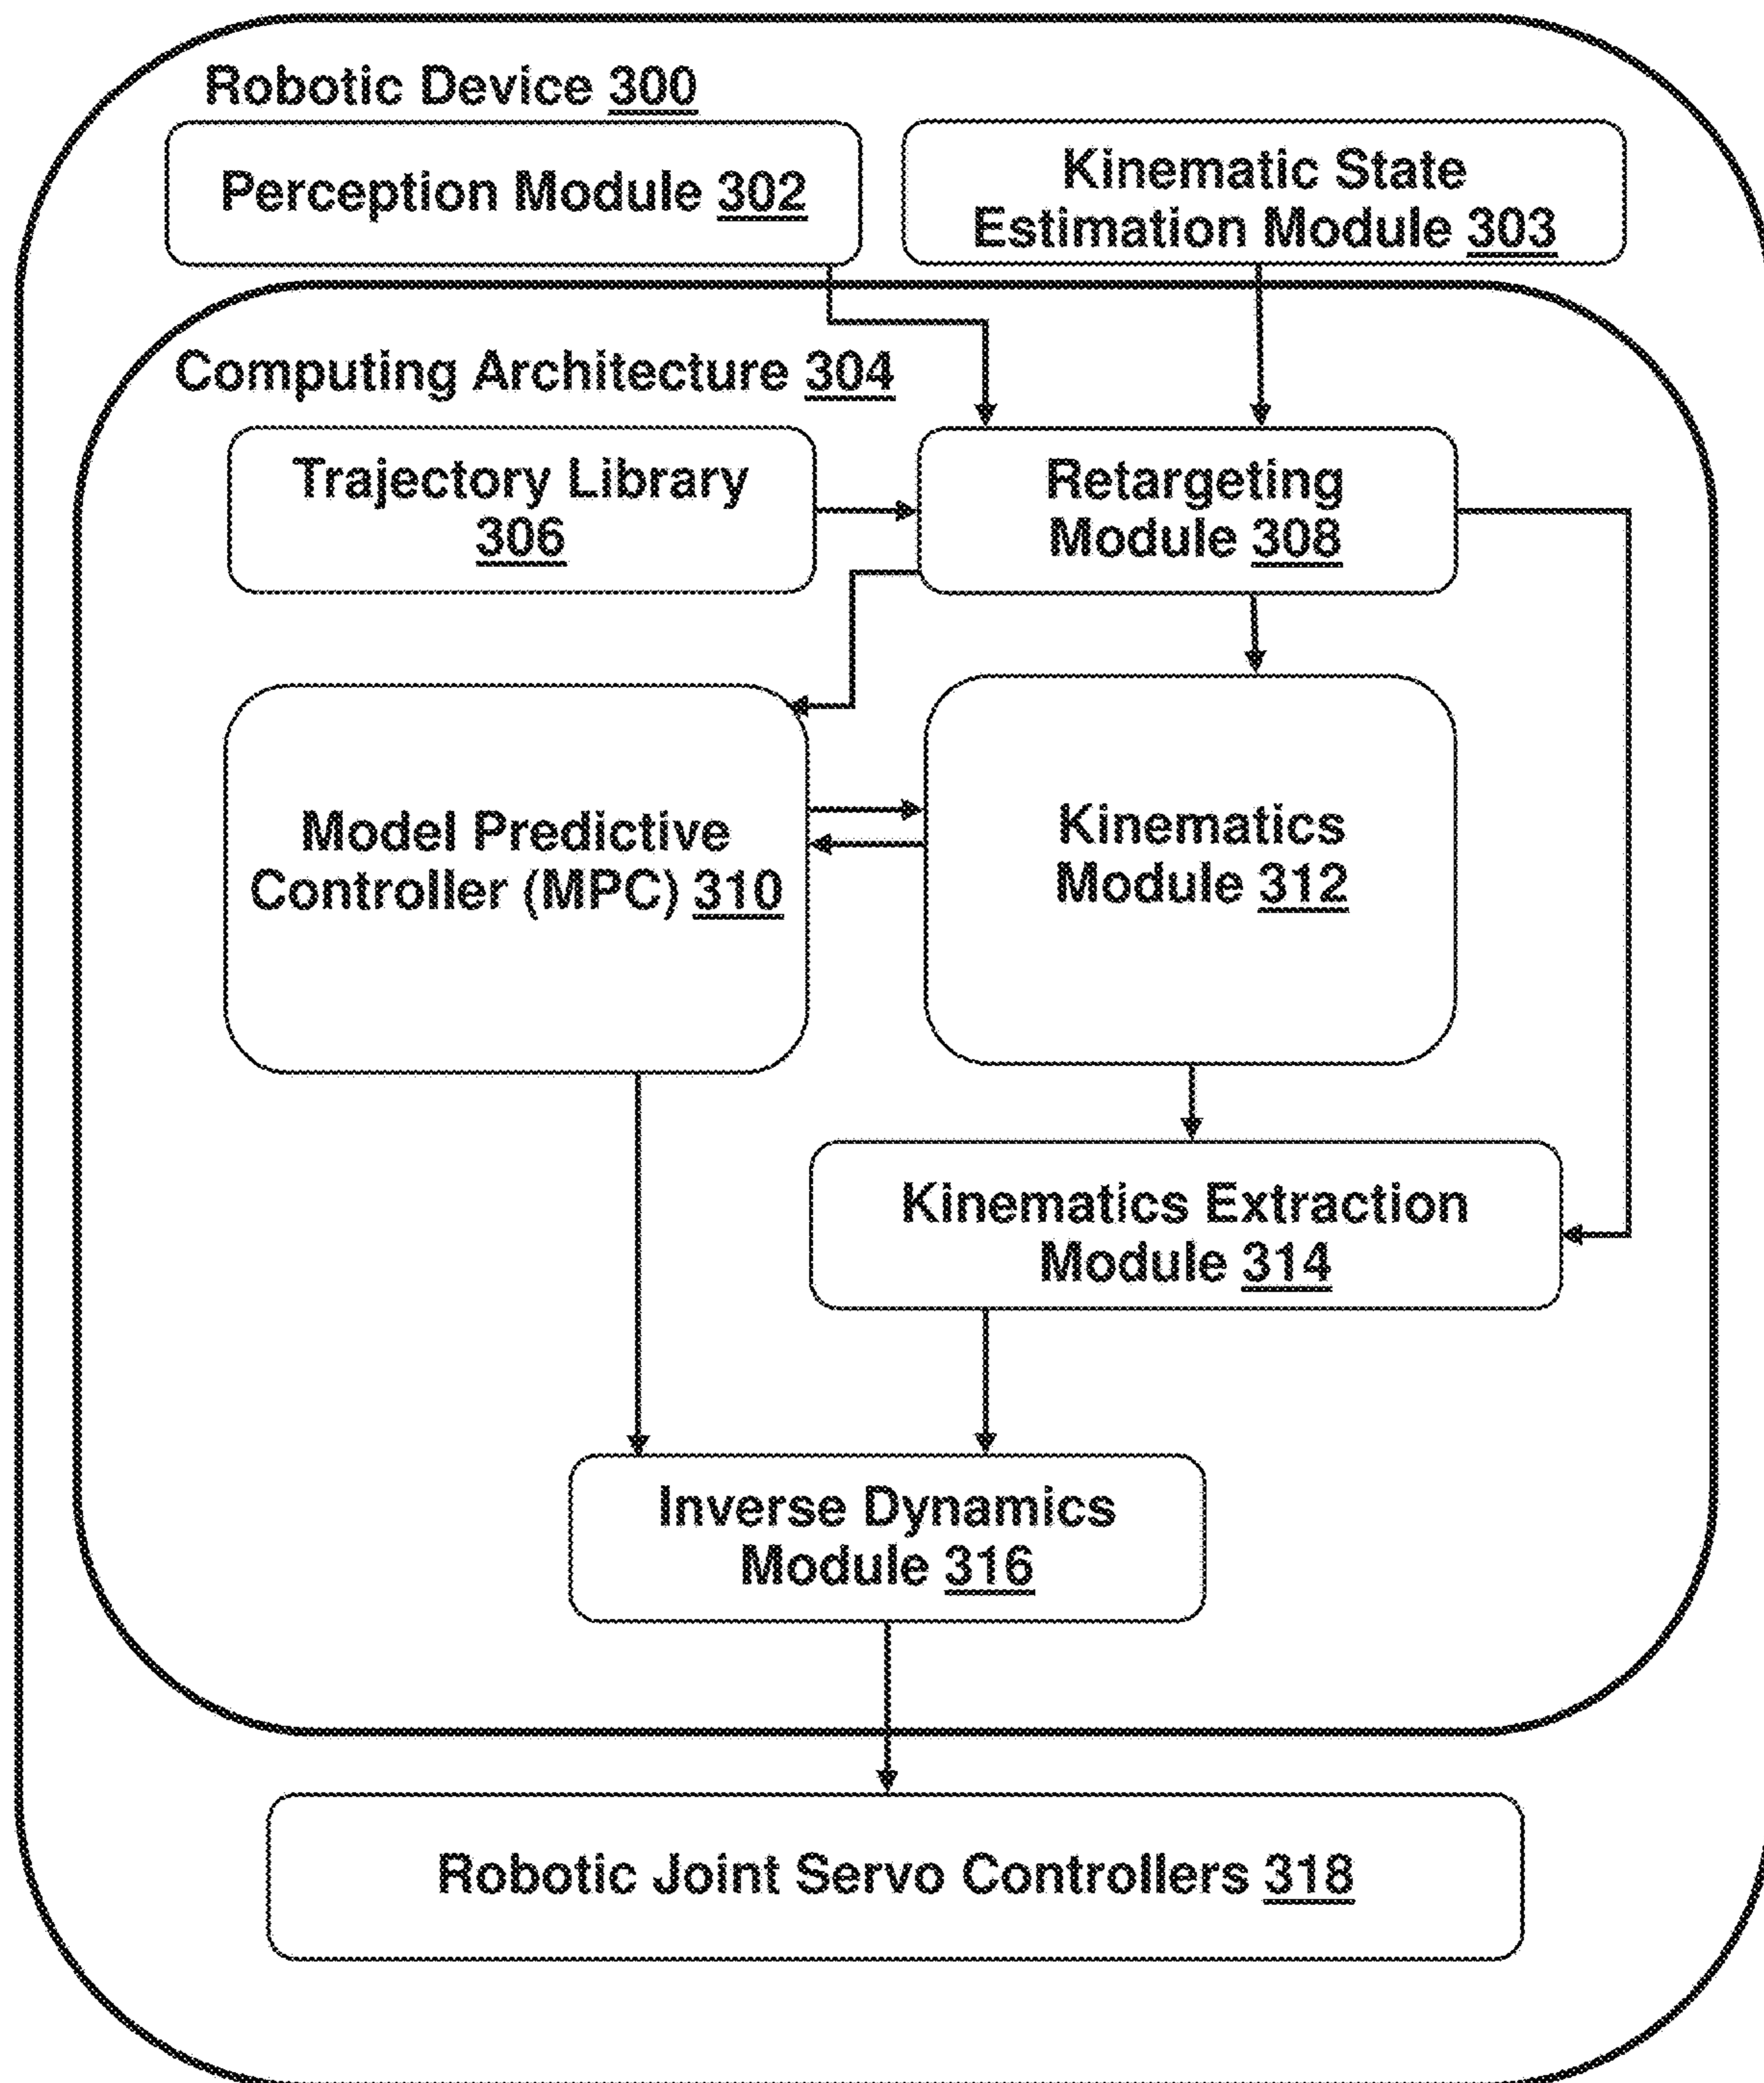 Robotic Device 300
Perception Module 302
Kinematic State
Estimation Module 303
Computing Architecture 304
Trajectory Library
306
Retargeting
Module 308
Model Predictive
Controller (MPC) 310
Kinematics
Module 312
Kinematics Extraction
Module 314
Inverse Dynamics
Module 316
Robotic Joint Servo Controllers 318